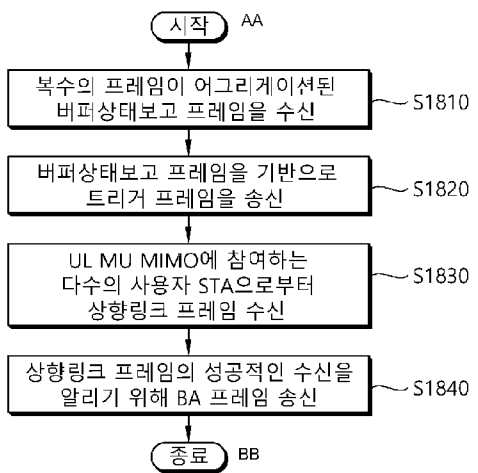 시작 AA
복수의 프레임이 어그리게이션된
버퍼상태보고 프레임을 수신
S1810
버퍼상태보고 프레임을 기반으로
트리거 프레임을 송신
S1820
UL MU MIMO에 참여하는
다수의 사용자 STA으로부터
상향링크 프레임 수신
S1830
상향링크 프레임의 성공적인 수신을
알리기 위해 BA 프레임 송신
S1840
종료 BB